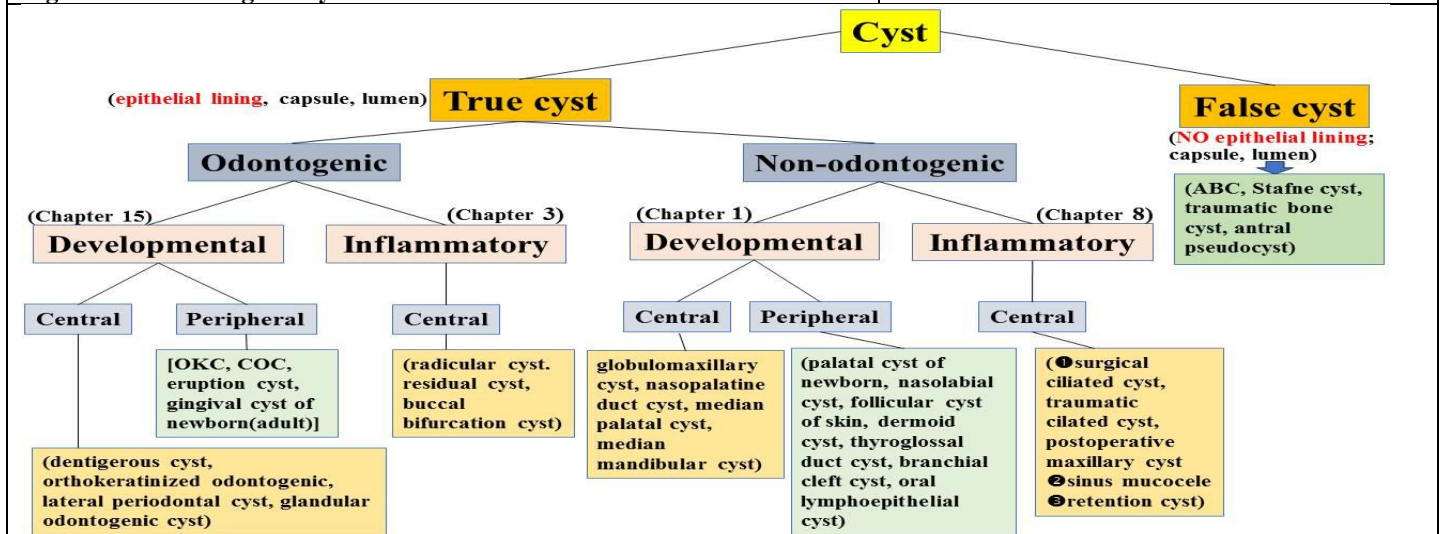 Cyst
(epithelial lining, capsule, lumen)
True cyst
False cyst
(NO epithelial lining;
capsule, lumen)
Odontogenic
Non-odontogenic
(ABC, Stafne cyst,
traumatic bone
cyst, antral
pseudocyst)
(Chapter 15)
(Chapter 3)
(Chapter 1)
(Chapter 8)
Developmental
Inflammatory
Developmental
Inflammatory
Central
Peripheral
Central
Central
Peripheral
Central
[OKC, COC,
eruption cyst,
gingival cyst of
newborn(adult)]
(radicular cyst.
residual cyst,
buccal
bifurcation cyst)
globulomaxillary
cyst, nasopalatine
duct cyst, median
palatal cyst,
median
mandibular cyst)
(palatal cyst of
newborn, nasolabial
cyst, follicular cyst
of skin, dermoid
cyst, thyroglossal
duct cyst, branchial
cleft cyst, oral
lymphoepithelial
cyst)
(❶surgical
ciliated cyst,
traumatic
cilated cyst,
postoperative
maxillary cyst
❷sinus mucocele
❸retention cyst)
(dentigerous cyst,
orthokeratinized odontogenic,
lateral periodontal cyst, glandular
odontogenic cyst)